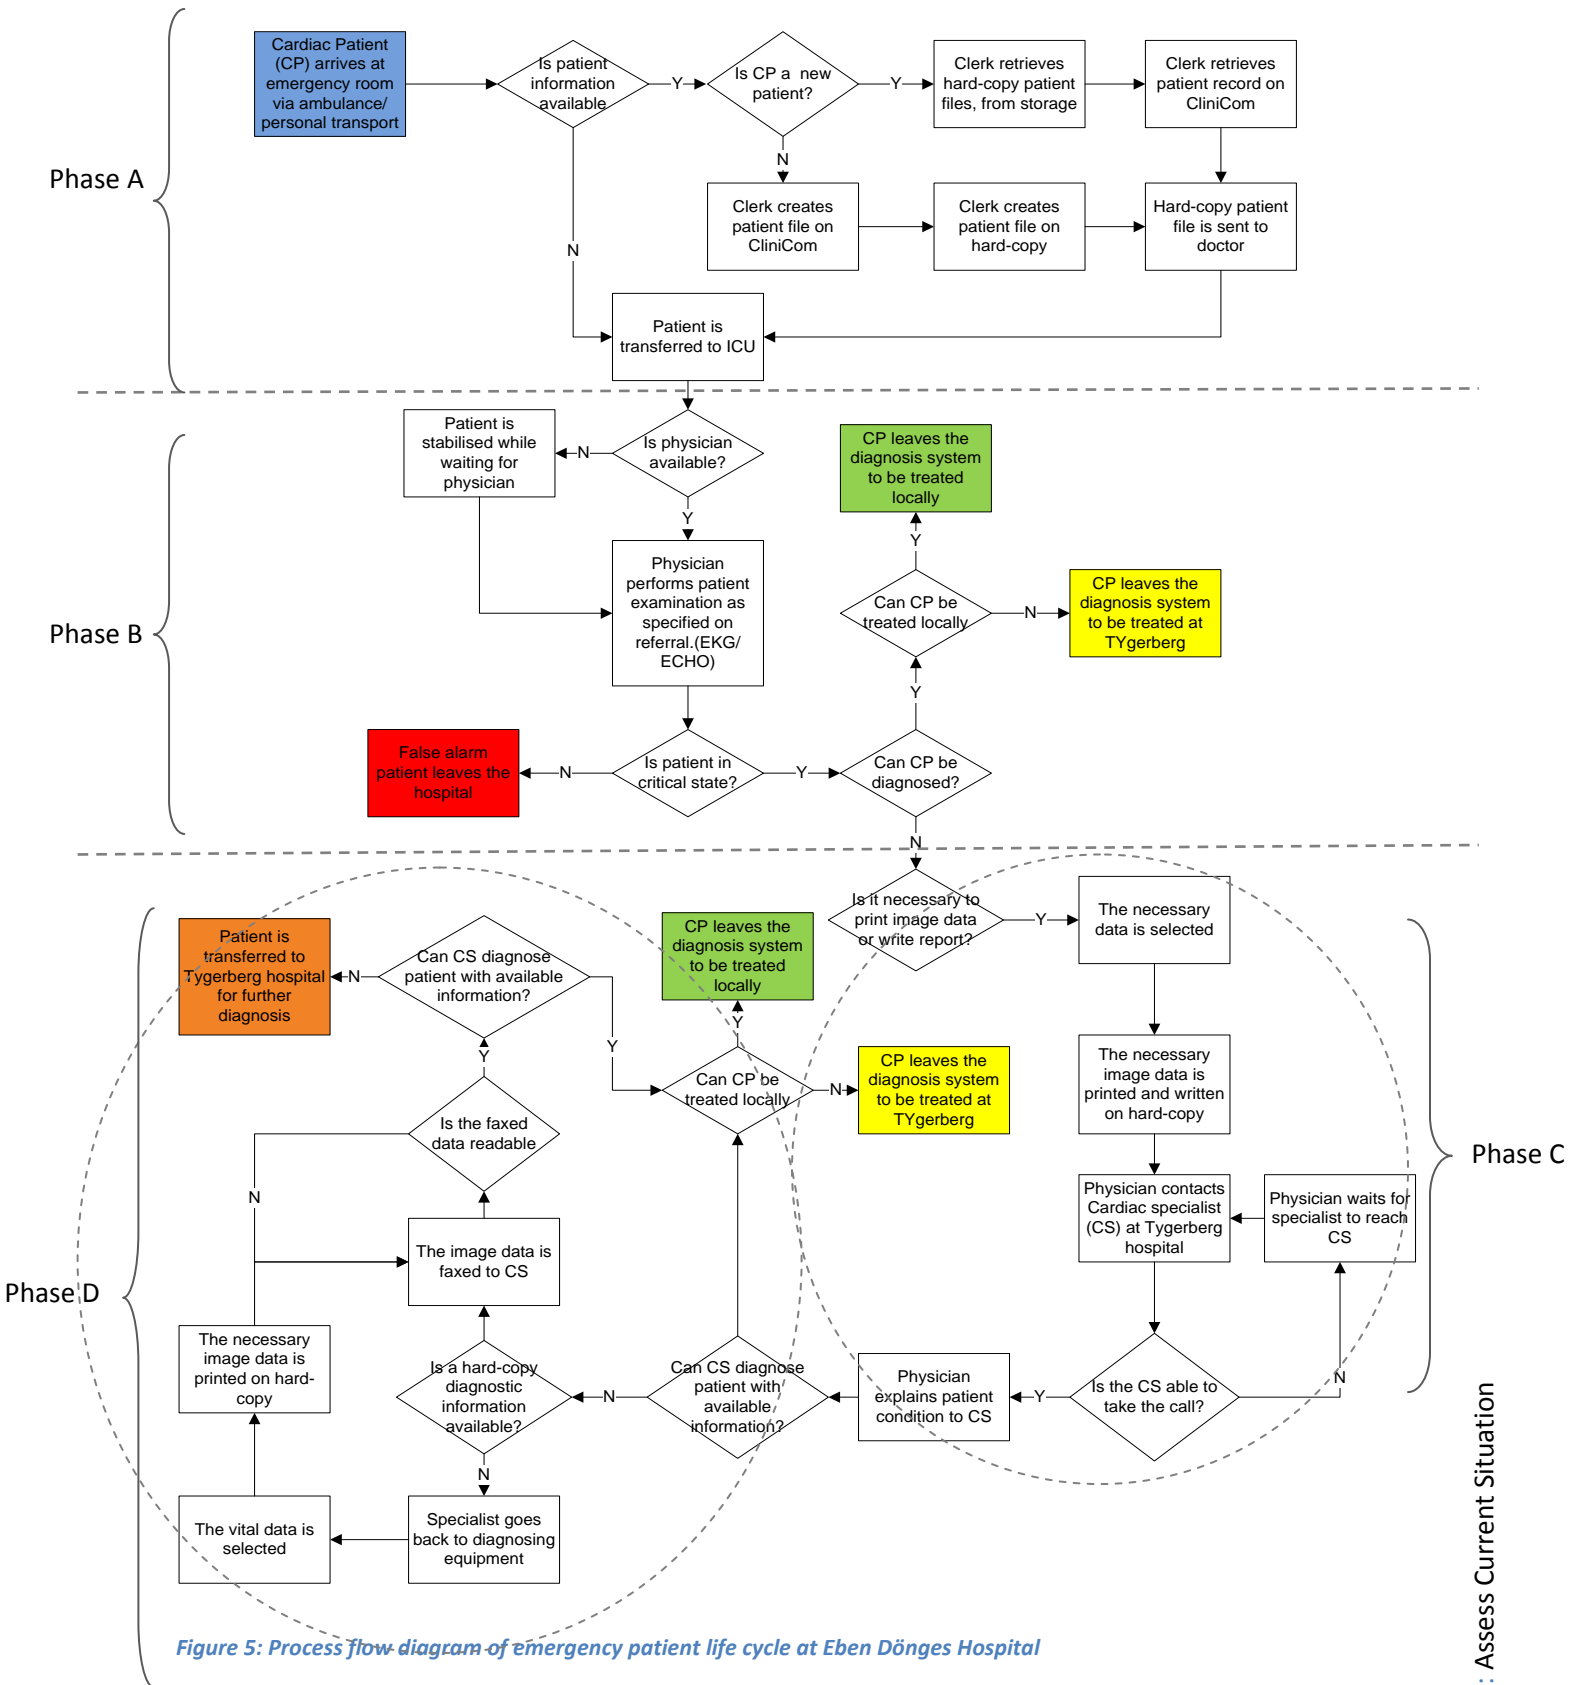 Cardiac Patient
(CP) arrives at
emergency room
via ambulance/
personal transport
Is patient
information
available
Y
Is CP a new
patient?
Y
Clerk retrieves
hard-copy patient
files, from storage
Clerk retrieves
patient record on
CliniCom
Phase A
N
N
Clerk creates
patient file on
CliniCom
Clerk creates
patient file on
hard-copy
Hard-copy patient
file is sent to
doctor
Patient is
transferred to ICU
Patient is
stabilised while
waiting for
physician
N
Is physician
available?
Y
CP leaves the
diagnosis system
to be treated
locally
Y
Physician
performs patient
examination as
specified on
referral.(EKG/
ECHO)
Can CP be
treated locally
N
CP leaves the
diagnosis system
to be treated at
TYgerberg
Phase B
Y
False alarm
patient leaves the
hospital
N
Is patient in
critical state?
Y
Can CP be
diagnosed?
N
Is it necessary to
print image data
or write report?
Y
The necessary
data is selected
Patient is
transferred to
Tygerberg hospital
for further
diagnosis
N
Can CS diagnose
patient with available
information?
Y
CP leaves the
diagnosis system
to be treated
locally
Y
Y
Can CP be
treated locally
N
CP leaves the
diagnosis system
to be treated at
TYgerberg
The necessary
image data is
printed and written
on hard-copy
Is the faxed
data readable
N
Physician contacts
Cardiac specialist
(CS) at Tygerberg
hospital
Physician waits for
specialist to reach
CS
Phase C
The image data is
faxed to CS
Phase D
The necessary
image data is
printed on hard-
copy
Is a hard-copy
diagnostic
information
available?
N
Can CS diagnose
patient with
available
information?
Physician
explains patient
condition to CS
Y
Is the CS able to
take the call?
N
N
The vital data is
selected
Specialist goes
back to diagnosing
equipment
: Assess Current Situation
Figure 5: Process flow diagram of emergency patient life cycle at Eben Dönges Hospital